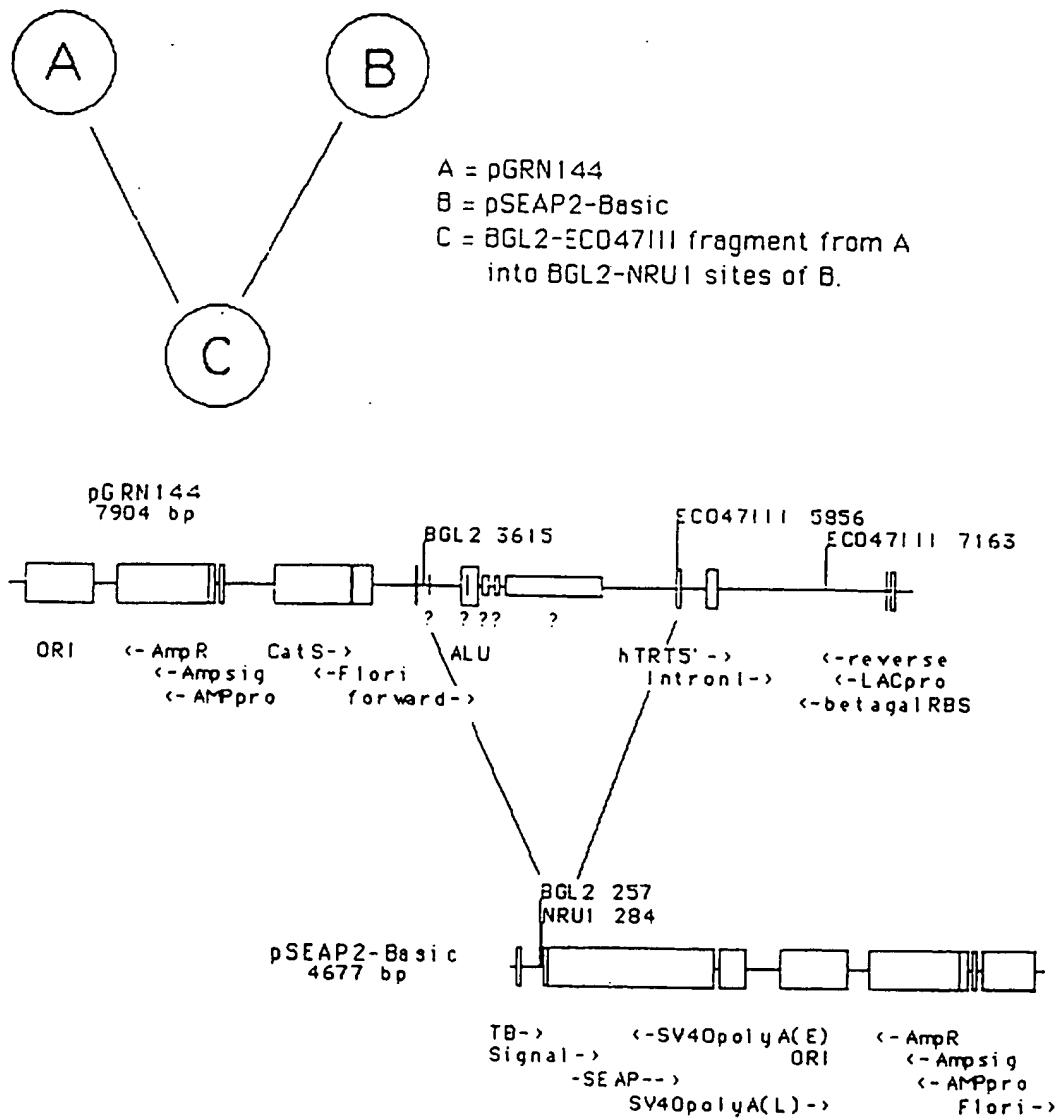 A
B
C
A = pGRN144
B = pSEAP2-Basic
C = BGL2-ECO47III fragment from A
into BGL2-NRU1 sites of B.
pGRN144
7904 bp
BGL2 3615
ECO47III 5856
ECO47III 7163
? ? ?? ?
ORI <-AmpR CatS-> ALU hTRT5'-> <-reverse
<-Ampsig <-Flori Intron1-> <-LACpro
<-AMPpro forward-> <-betagalRBS
BGL2 257
NRU1 284
pSEAP2-Basic
4677 bp
TB-> <-SV40polyA(E) <-AmpR
Signal-> ORI <-Ampsig
-SEAP--> <-AMPpro
SV40polyA(L)-> Flori->